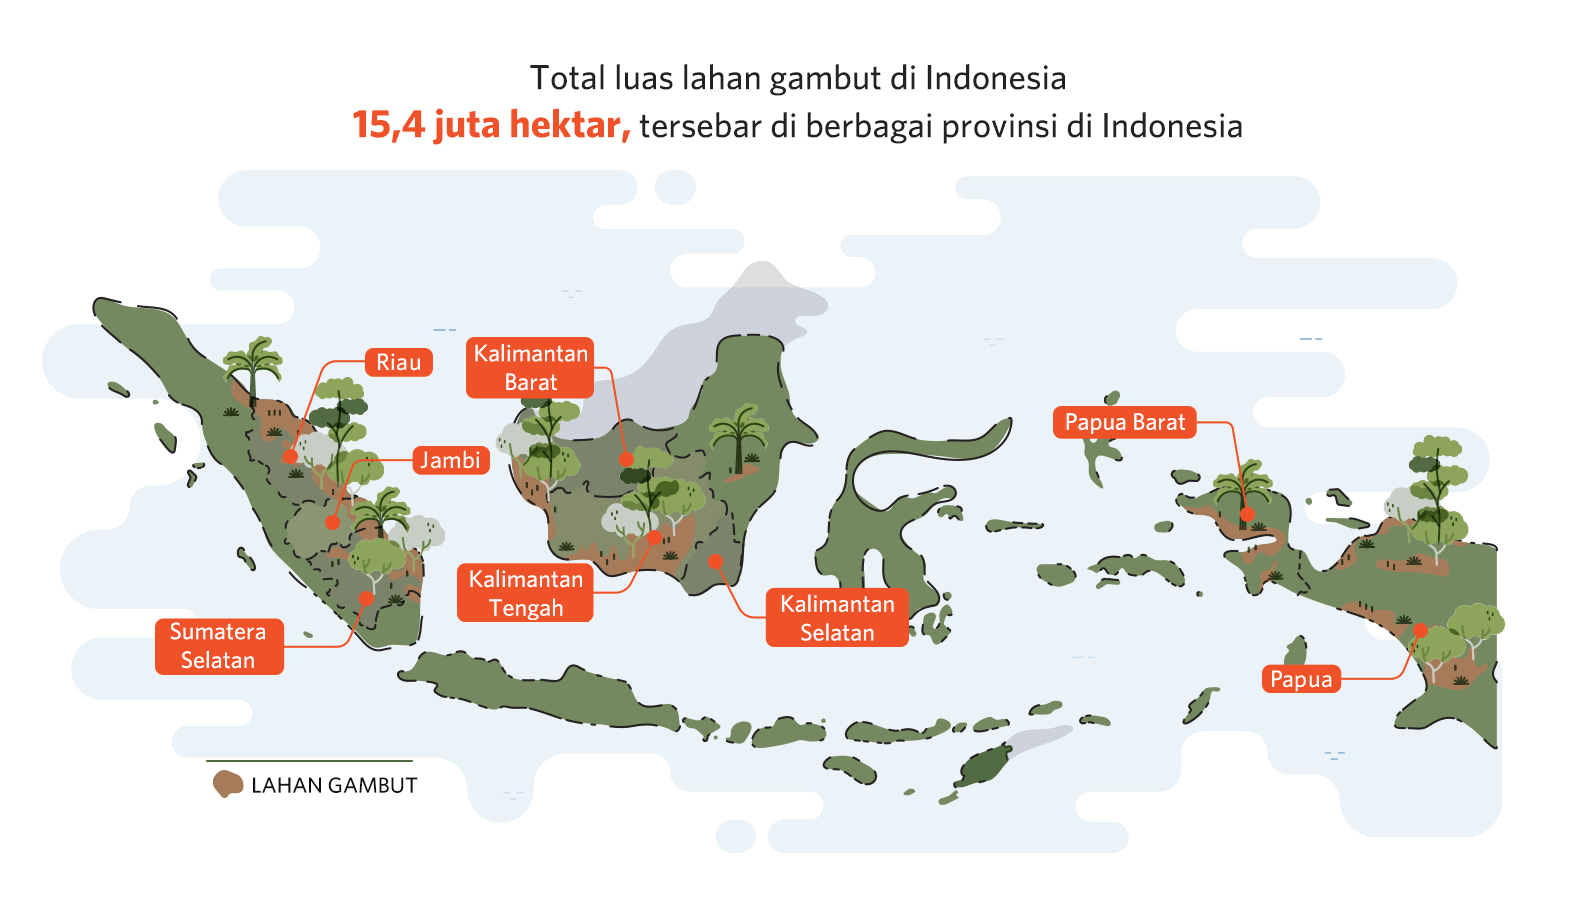 Total luas lahan gambut di Indonesia
15,4 juta hektar, tersebar di berbagai provinsi di Indonesia
Riau
Kalimantan
Barat
Papua Barat
Jambi
Kalimantan
Tengah
Kalimantan
Selatan
Sumatera
Selatan
Papua
LAHAN GAMBUT